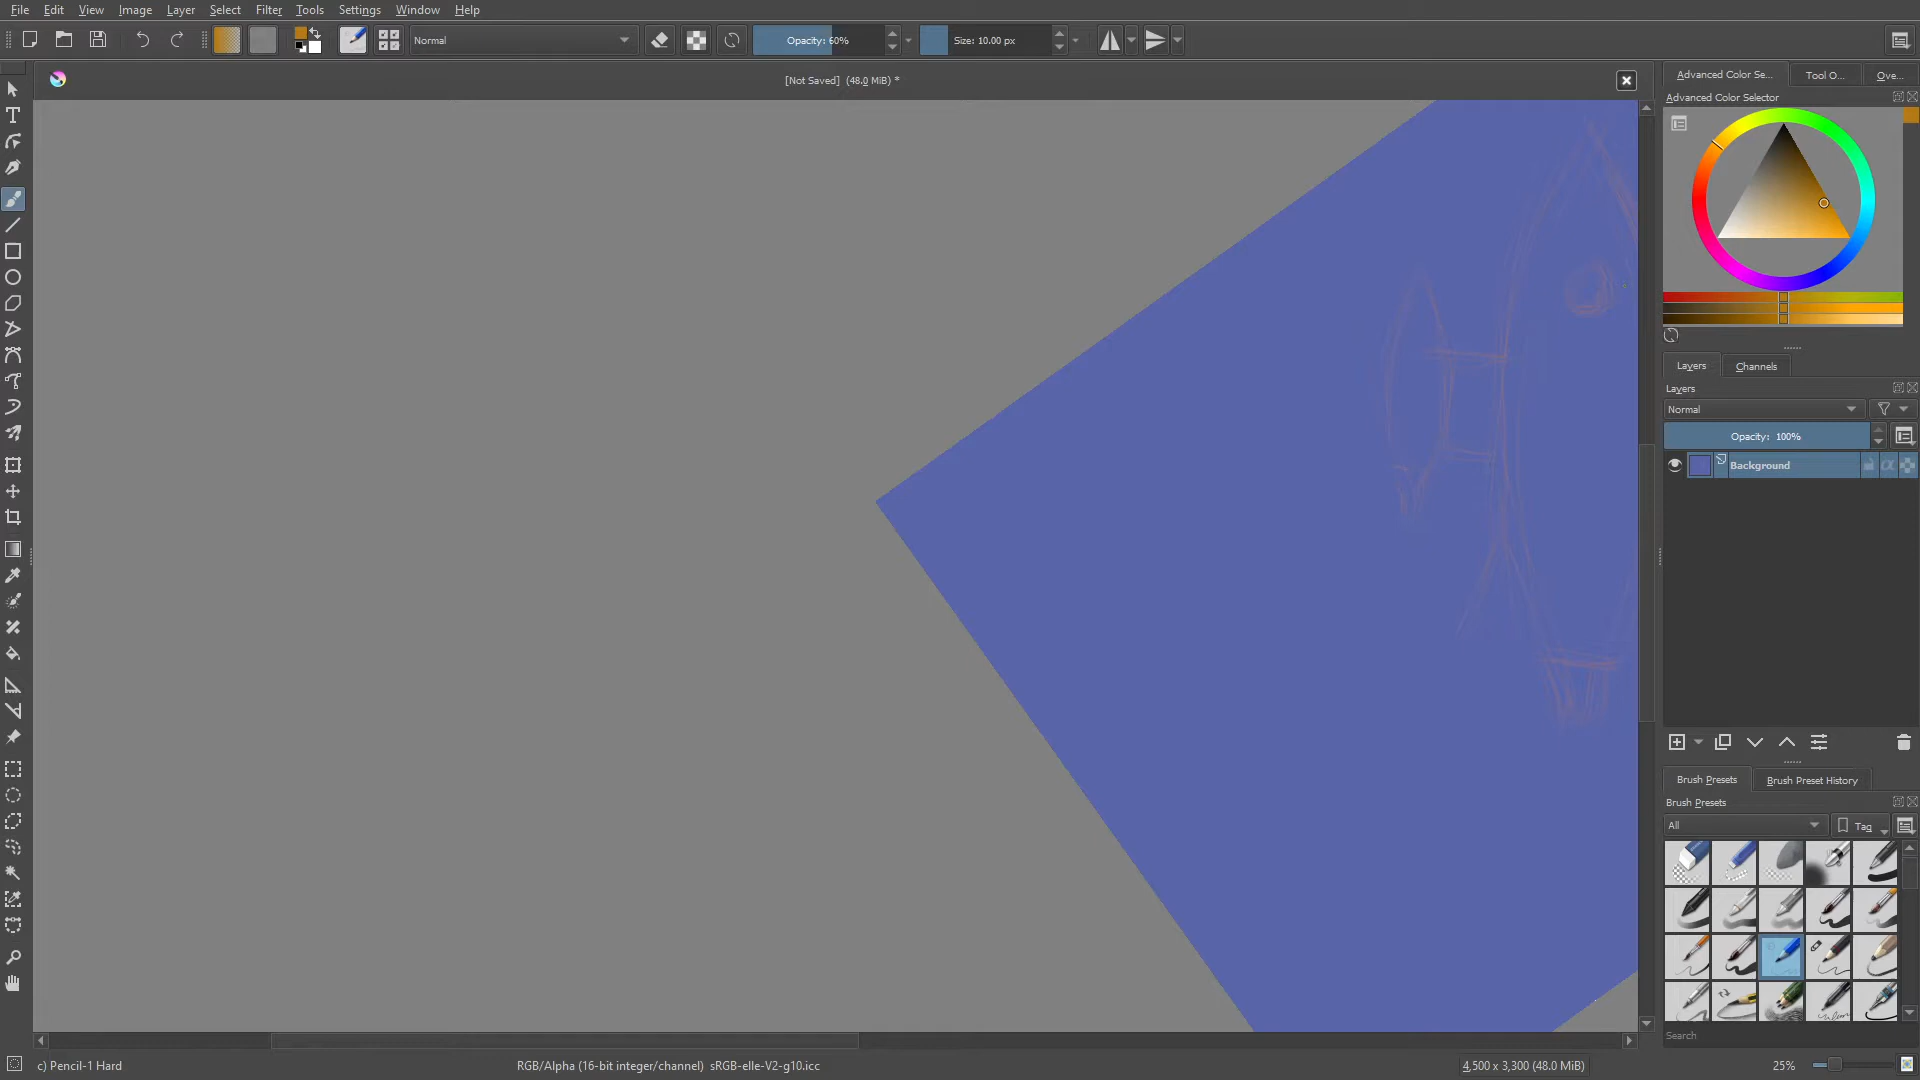 File Edit View Image Layer Select Filter Tools Settings Window Help
Normal Opacity: 60% Size: 10.00 px
[Not Saved] (48.0 MiB) *
Advanced Color Se... Tool O... Ove...
Advanced Color Selector
Layers Channels
Layers
Normal
Opacity: 100%
Background
Brush Presets Brush Preset History
Brush Presets
All Tag
Search
c) Pencil-1 Hard RGB/Alpha (16-bit integer/channel) sRGB-elle-V2-g10.icc 4,500 x 3,300 (48.0 MiB) 25%